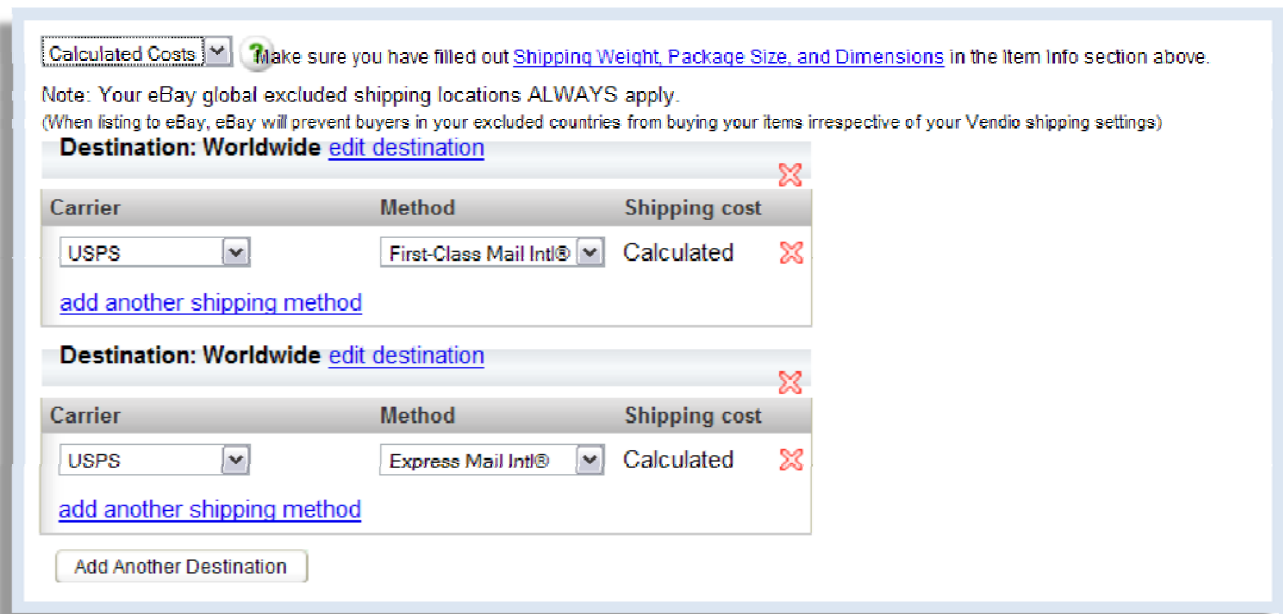 Calculated Costs ? Make sure you have filled out Shipping Weight, Package Size, and Dimensions in the Item Info section above.
Note: Your eBay global excluded shipping locations ALWAYS apply.
(When listing to eBay, eBay will prevent buyers in your excluded countries from buying your items irrespective of your Vendio shipping settings)
Destination: Worldwide edit destination
Carrier Method Shipping cost
USPS First-Class Mail Intl® Calculated
add another shipping method
Destination: Worldwide edit destination
Carrier Method Shipping cost
USPS Express Mail Intl® Calculated
add another shipping method
Add Another Destination